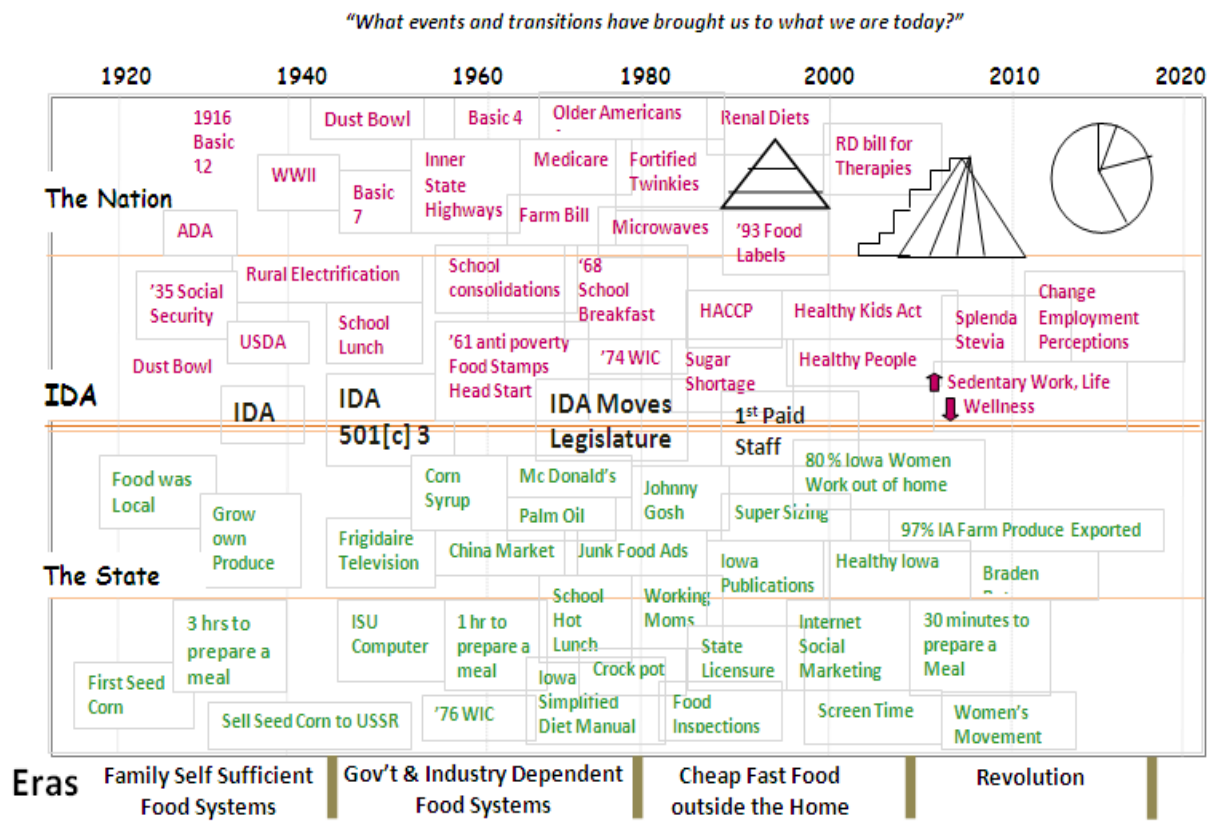 “What events and transitions have brought us to what we are today?”
1920 1940 1960 1980 2000 2010 2020
The Nation
1916
Basic
12
Dust Bowl
Basic 4
Older Americans
Renal Diets
RD bill for
Therapies
WWII
Basic
7
Inner
State
Highways
Medicare
Fortified
Twinkies
Farm Bill
Microwaves
ADA
’93 Food
Labels
IDA
Rural Electrification
School
consolidations
‘68
School
Breakfast
’35 Social
Security
USDA
School
Lunch
HACCP
Healthy Kids Act
Splenda
Stevia
Change
Employment
Perceptions
Dust Bowl
’61 anti poverty
Food Stamps
Head Start
’74 WIC
Sugar
Shortage
Healthy People
Sedentary Work, Life
Wellness
IDA
IDA
501[c] 3
IDA Moves
Legislature
1st Paid
Staff
The State
Food was
Local
Grow
own
Produce
Corn
Syrup
Mc Donald’s
Palm Oil
Johnny
Gosh
80 % Iowa Women
Work out of home
Super Sizing
97% IA Farm Produce Exported
Frigidaire
Television
China Market
Junk Food Ads
Iowa
Publications
Healthy Iowa
Braden
3 hrs to
prepare a
meal
ISU
Computer
1 hr to
prepare a
meal
School
Hot
Lunch
Working
Moms
State
Licensure
Internet
Social
Marketing
30 minutes to
prepare a
Meal
First Seed
Corn
Sell Seed Corn to USSR
’76 WIC
Crock pot
Iowa
Simplified
Diet Manual
Food
Inspections
Screen Time
Women’s
Movement
Eras
Family Self Sufficient
Food Systems
Gov’t & Industry Dependent
Food Systems
Cheap Fast Food
outside the Home
Revolution